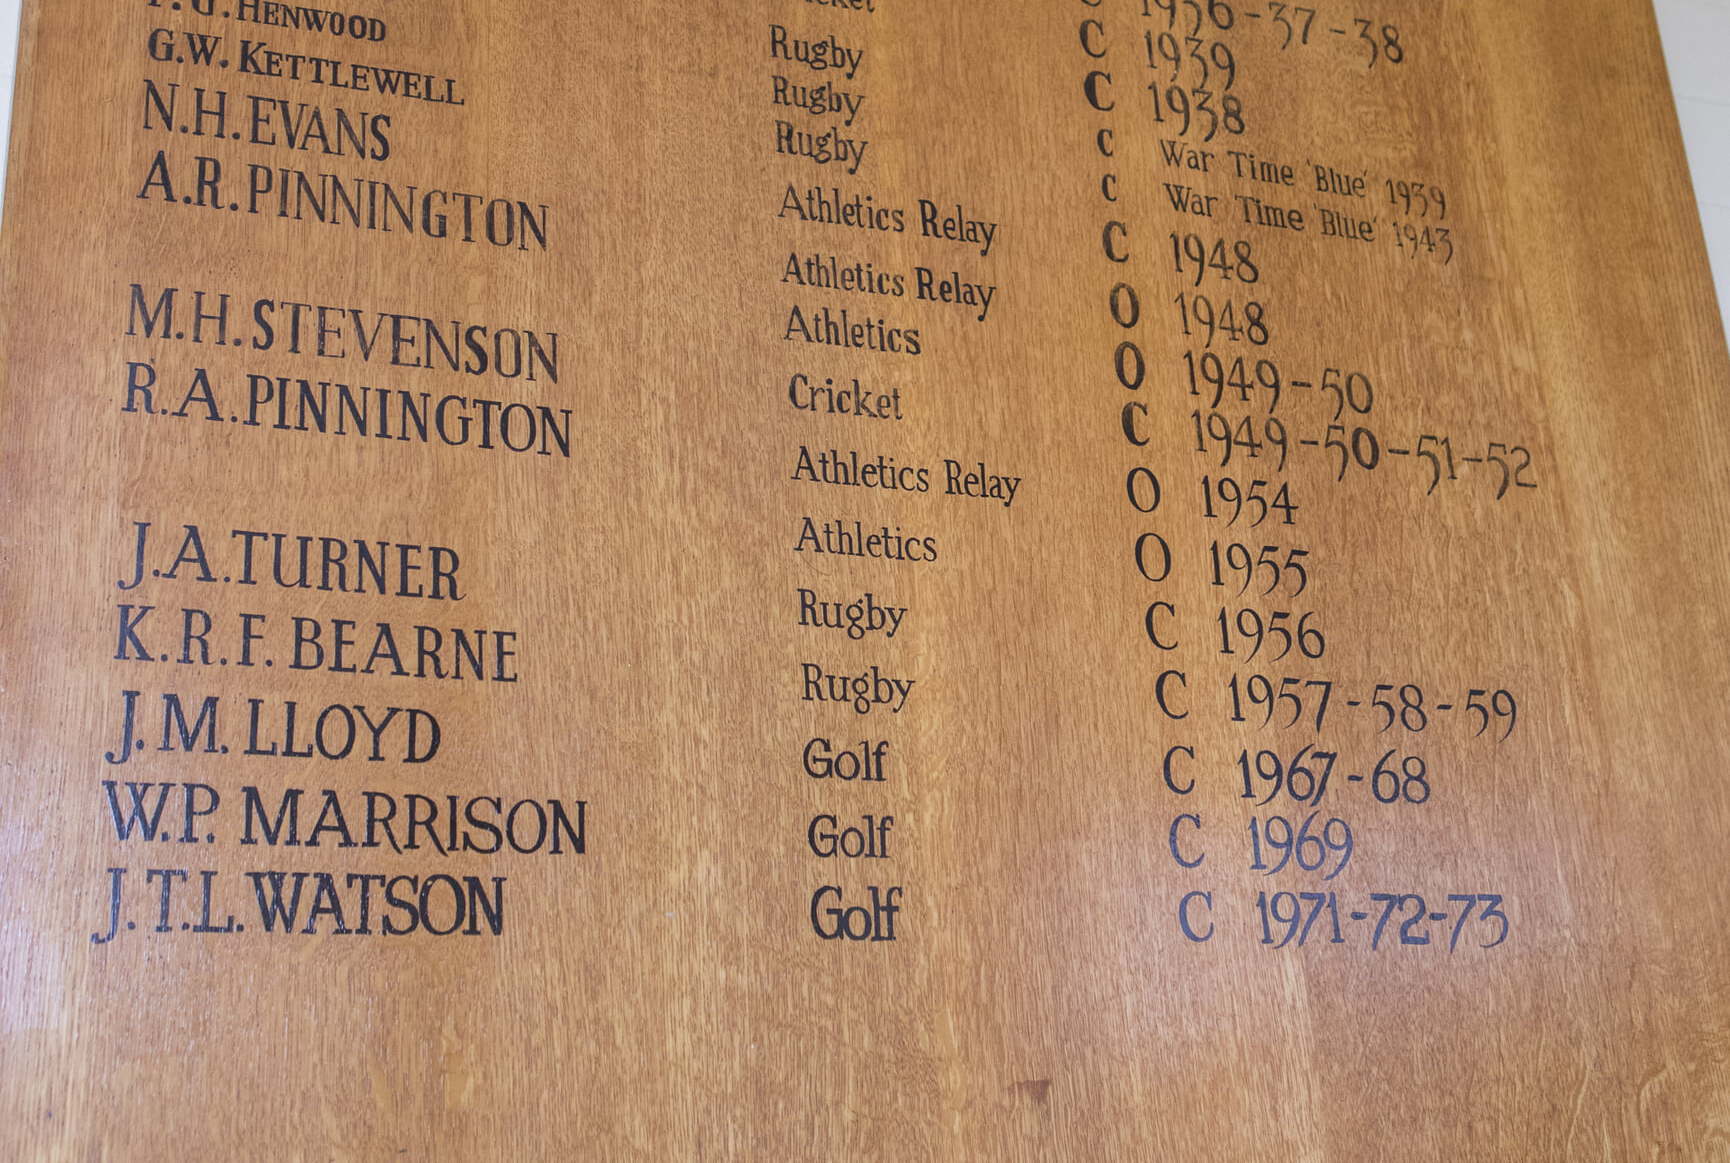 1936-37-38
C 1939
Rugby C 1938
HENWOOD Rugby c War Time 'Blue' 1939
G.W. KETTLEWELL Rugby c War Time 'Blue' 1943
N.H. EVANS Athletics Relay C 1948
A.R. PINNINGTON Athletics Relay O 1948
Athletics O 1949-50
M.H. STEVENSON Cricket C 1949-50-51-52
R.A. PINNINGTON Athletics Relay O 1954
Athletics O 1955
J.A. TURNER Rugby C 1956
K.R.F. BEARNE Rugby C 1957-58-59
J.M. LLOYD Golf C 1967-68
W.P. MARRISON Golf C 1969
J.T.L. WATSON Golf C 1971-72-73